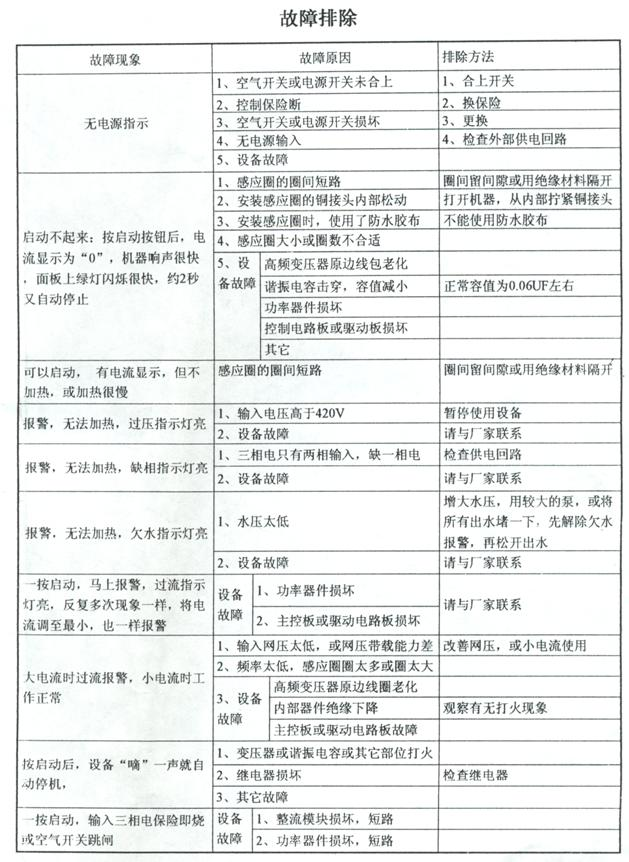 故障排除
故障现象 故障原因 排除方法
无电源指示
1、空气开关或电源开关未合上 1、合上开关
2、控制保险断 2、换保险
3、空气开关或电源开关损坏 3、更换
4、无电源输入 4、检查外部供电回路
5、设备故障
启动不起来：按启动按钮后，电
流显示为“0”，机器响声很快
，面板上绿灯闪烁很快，约2秒
又自动停止
1、感应圈的圈间短路 圈间留间隙或用绝缘材料隔开
2、安装感应圈的铜接头内部松动 打开机器，从内部拧紧铜接头
3、安装感应圈时，使用了防水胶布 不能使用防水胶布
4、感应圈大小或圈数不合适
5、设
备故障
高频变压器原边线包老化
谐振电容击穿，容值减小 正常容值为0.06UF左右
功率器件损坏
控制电路板或驱动板损坏
其它
可以启动， 有电流显示，但不
加热，或加热很慢
感应圈的圈间短路 圈间留间隙或用绝缘材料隔开
报警，无法加热，过压指示灯亮
1、输入电压高于420V 暂停使用设备
2、设备故障 请与厂家联系
报警，无法加热，缺相指示灯亮
1、三相电只有两相输入，缺一相电 检查供电回路
2、设备故障 请与厂家联系
报警，无法加热，欠水指示灯亮
1、水压太低
增大水压，用较大的泵，或将
所有出水堵一下，先解除欠水
报警，再松开出水
2、设备故障 请与厂家联系
一按启动，马上报警，过流指示
灯亮，反复多次现象一样，将电
流调至最小，也一样报警
设备
故障
1、功率器件损坏
2、主控板或驱动电路板损坏
请与厂家联系
大电流时过流报警，小电流时工
作正常
1、输入网压太低，或网压带载能力差 改善网压，或小电流使用
2、频率太低，感应圈圈太多或圈太大
3、设备
故障
高频变压器原边线圈老化
内部器件绝缘下降 观察有无打火现象
主控板或驱动电路板故障
按启动后，设备“嘀”一声就自
动停机，
1、变压器或谐振电容或其它部位打火
2、继电器损坏 检查继电器
3、其它故障
一按启动，输入三相电保险即烧
或空气开关跳闸
设备
故障
1、整流模块损坏，短路
2、功率器件损坏，短路